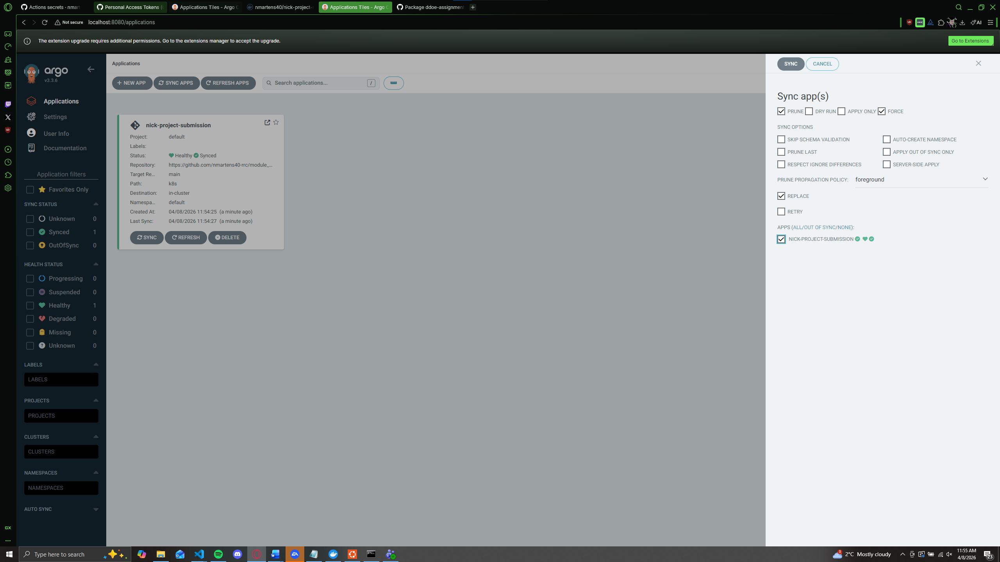 Actions secrets · nmart
Personal Access Tokens (
Applications Tiles - Argo C
nmartens40/nick-project-
Applications Tiles - Argo C
Package ddoe-assignment
Not secure
localhost:8080/applications
AI
The extension upgrade requires additional permissions. Go to the extensions manager to accept the upgrade.
Go to Extensions
argo
v3.3.6
Applications
Settings
User Info
Documentation
Application filters
Favorites Only
SYNC STATUS
Unknown 0
Synced 1
OutOfSync 0
HEALTH STATUS
Progressing 0
Suspended 0
Healthy 1
Degraded 0
Missing 0
Unknown 0
LABELS
LABELS
PROJECTS
PROJECTS
CLUSTERS
CLUSTERS
NAMESPACES
NAMESPACES
AUTO SYNC
GX
Applications
NEW APP SYNC APPS REFRESH APPS Search applications... /
nick-project-submission
Project: default
Labels:
Status: Healthy Synced
Repository: https://github.com/nmartens40-rrc/module_...
Target Re... main
Path: k8s
Destination: in-cluster
Namespa... default
Created At: 04/08/2026 11:54:25 (a minute ago)
Last Sync: 04/08/2026 11:54:27 (a minute ago)
SYNC REFRESH DELETE
SYNC CANCEL
Sync app(s)
PRUNE DRY RUN APPLY ONLY FORCE
SYNC OPTIONS
SKIP SCHEMA VALIDATION AUTO-CREATE NAMESPACE
PRUNE LAST APPLY OUT OF SYNC ONLY
RESPECT IGNORE DIFFERENCES SERVER-SIDE APPLY
PRUNE PROPAGATION POLICY: foreground
REPLACE
RETRY
APPS (ALL/OUT OF SYNC/NONE):
NICK-PROJECT-SUBMISSION
Type here to search
EA
3
2°C Mostly cloudy
11:55 AM
4/8/2026
23